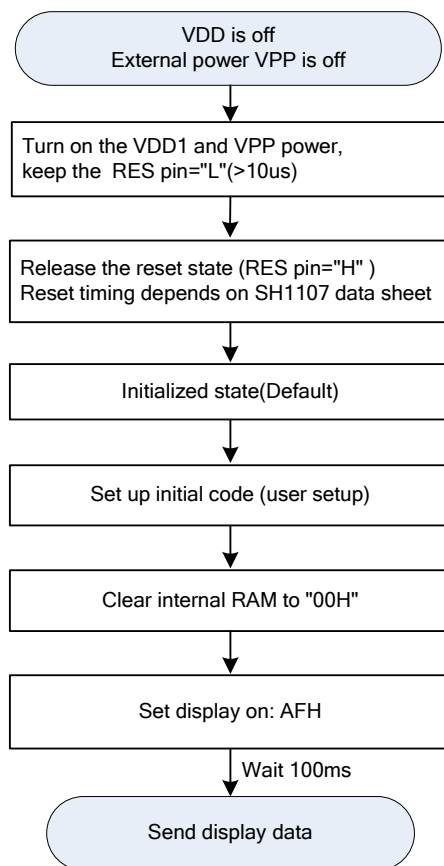 VDD is off
External power VPP is off
Turn on the VDD1 and VPP power,
keep the RES pin="L"(>10us)
Release the reset state (RES pin="H" )
Reset timing depends on SH1107 data sheet
Initialized state(Default)
Set up initial code (user setup)
Clear internal RAM to "00H"
Set display on: AFH
Wait 100ms
Send display data